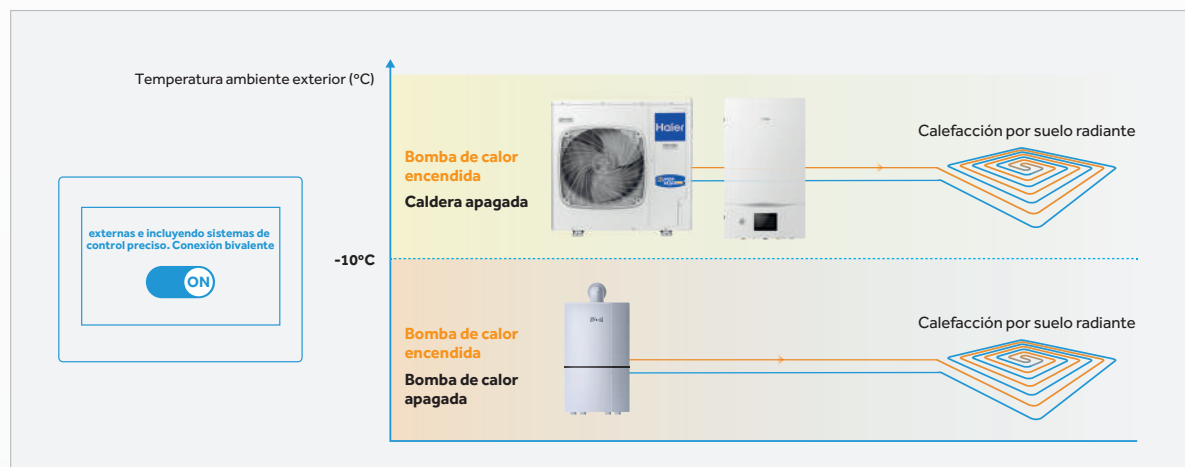 Temperatura ambiente exterior (ºC)
Haier
Calefacción por suelo radiante
Bomba de calor
encendida
Caldera apagada
externas e incluyendo sistemas de
control preciso. Conexión bivalente
ON
-10ºC
Calefacción por suelo radiante
Bomba de calor
encendida
Bomba de calor
apagada